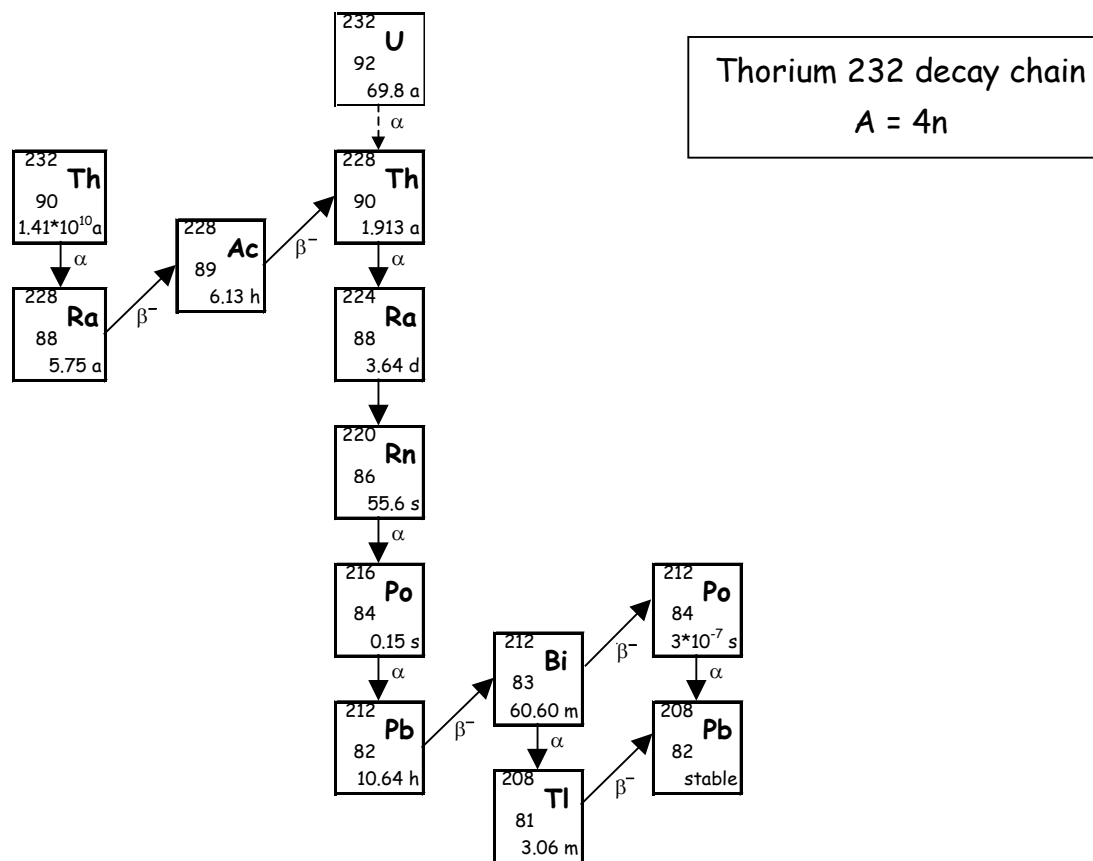 232
U
92
69.8 a
α
Thorium 232 decay chain
A = 4n
232
Th
90
1.41*10¹⁰a
α
228
Ra
88
5.75 a
β⁻
228
Ac
89
6.13 h
β⁻
228
Th
90
1.913 a
α
224
Ra
88
3.64 d
220
Rn
86
55.6 s
α
216
Po
84
0.15 s
α
212
Pb
82
10.64 h
β⁻
212
Bi
83
60.60 m
β⁻
α
212
Po
84
3*10⁻⁷ s
α
208
Tl
81
3.06 m
β⁻
208
Pb
82
stable